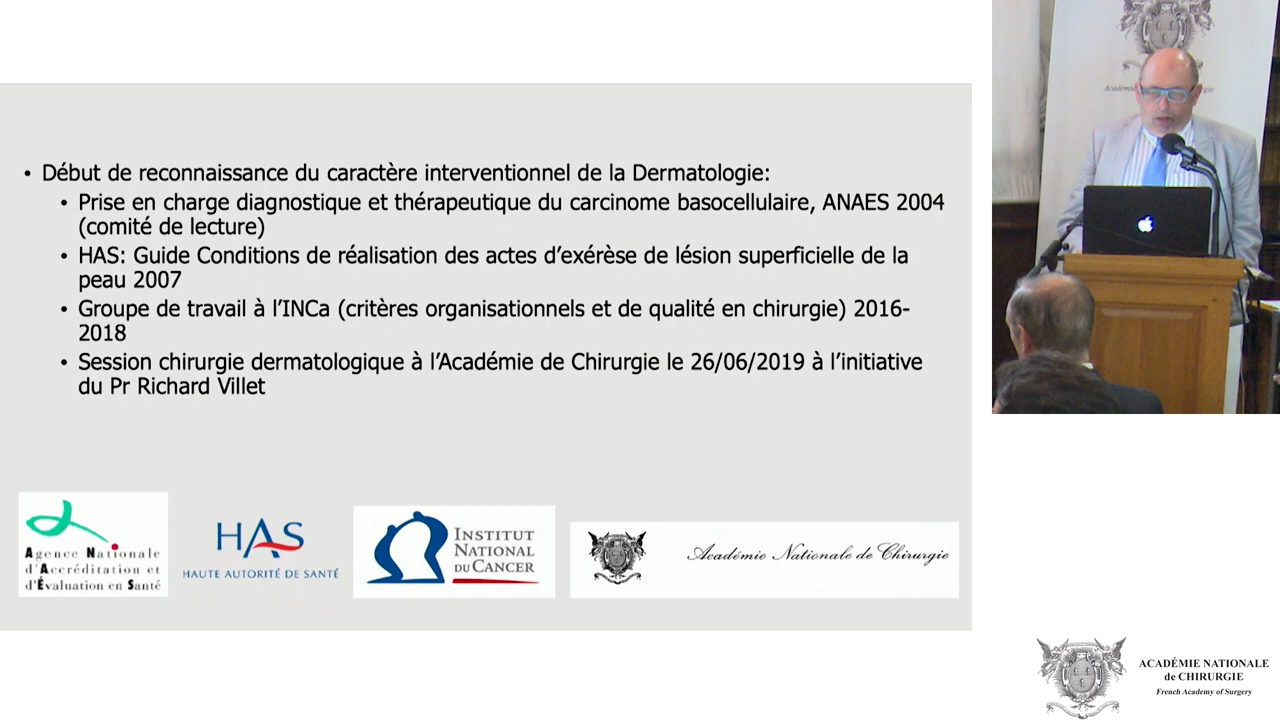 • Début de reconnaissance du caractère interventionnel de la Dermatologie:
• Prise en charge diagnostique et thérapeutique du carcinome basocellulaire, ANAES 2004
(comité de lecture)
• HAS: Guide Conditions de réalisation des actes d’exérèse de lésion superficielle de la
peau 2007
• Groupe de travail à l’INCa (critères organisationnels et de qualité en chirurgie) 2016-
2018
• Session chirurgie dermatologique à l’Académie de Chirurgie le 26/06/2019 à l’initiative
du Pr Richard Villet
Agence Nationale
d'Accréditation et
d'Évaluation en Santé
HAS
HAUTE AUTORITÉ DE SANTÉ
INSTITUT
NATIONAL
DU CANCER
Académie Nationale de Chirurgie
ACADÉMIE NATIONALE
de CHIRURGIE
French Academy of Surgery